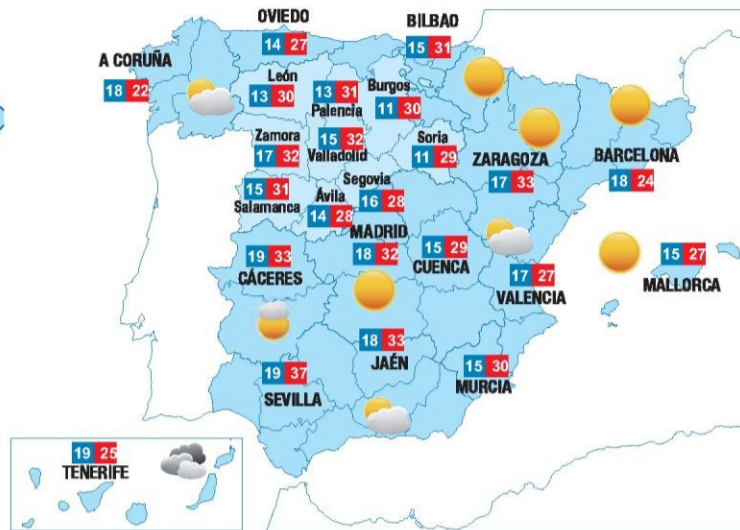 OVIEDO
14 27
BILBAO
15 31
A CORUÑA
18 22
León
13 30
13 31
Palencia
Burgos
11 30
Zamora
17 32
15 32
Valladolid
Soria
11 29
ZARAGOZA
17 33
BARCELONA
18 24
15 31
Salamanca
Ávila
14 28
Segovia
16 28
MADRID
18 32
15 29
CUENCA
19 33
CÁCERES
17 27
VALENCIA
15 27
MALLORCA
18 33
JAÉN
15 30
MURCIA
19 37
SEVILLA
19 25
TENERIFE